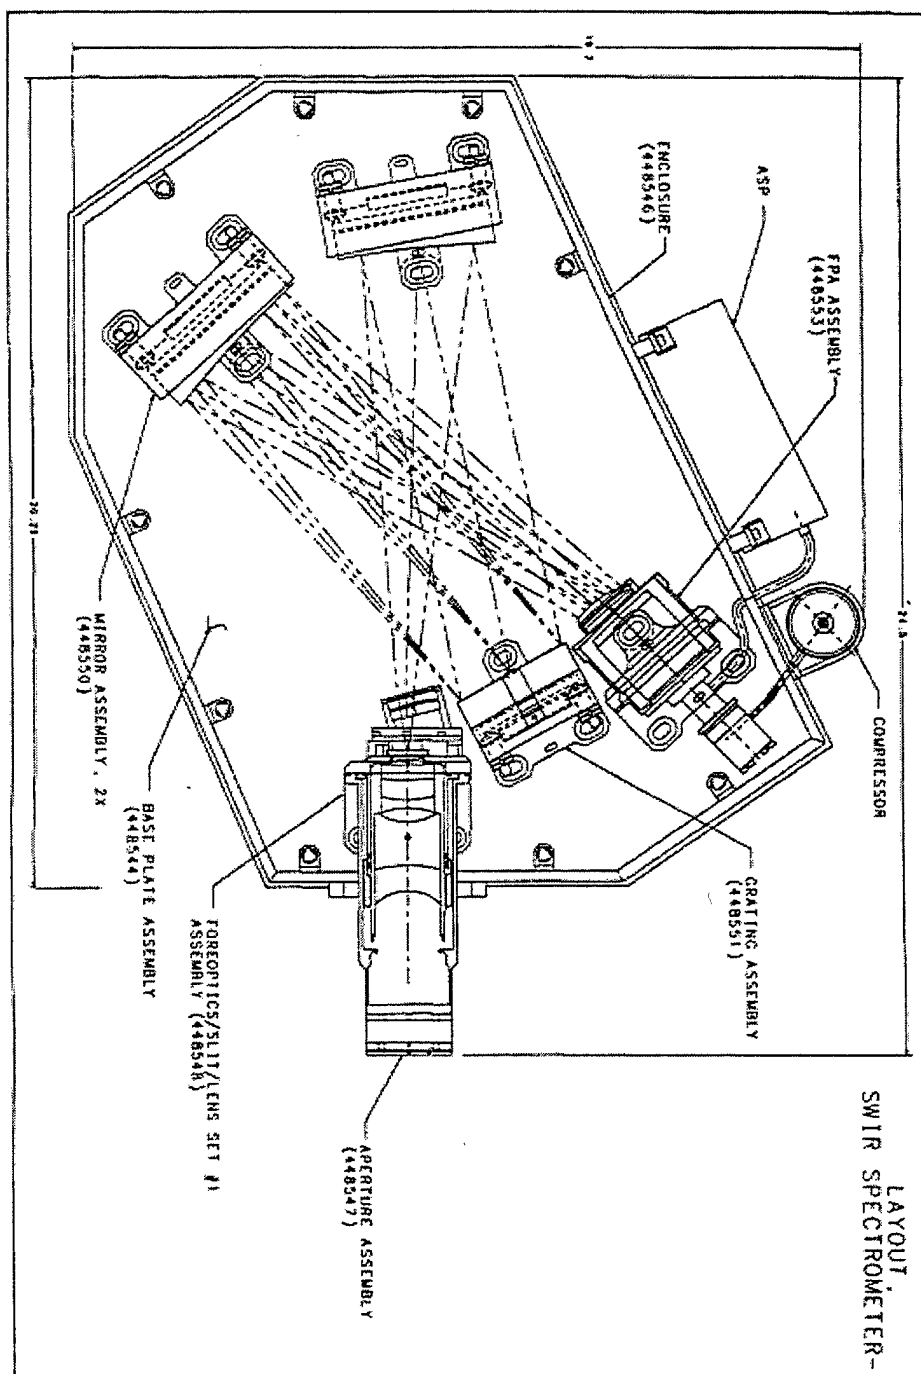 LAYOUT,
SWIR SPECTROMETER-
COMPRESSOR
FPA ASSEMBLY
(448553)
ASP
ENCLOSURE
(448546)
GRATING ASSEMBLY
(448551)
APERTURE ASSEMBLY
(448547)
FOREOPTICS/SLIT/LENS SET #1
ASSEMBLY (448548)
BASE PLATE ASSEMBLY
(448544)
MIRROR ASSEMBLY, 2X
(448550)